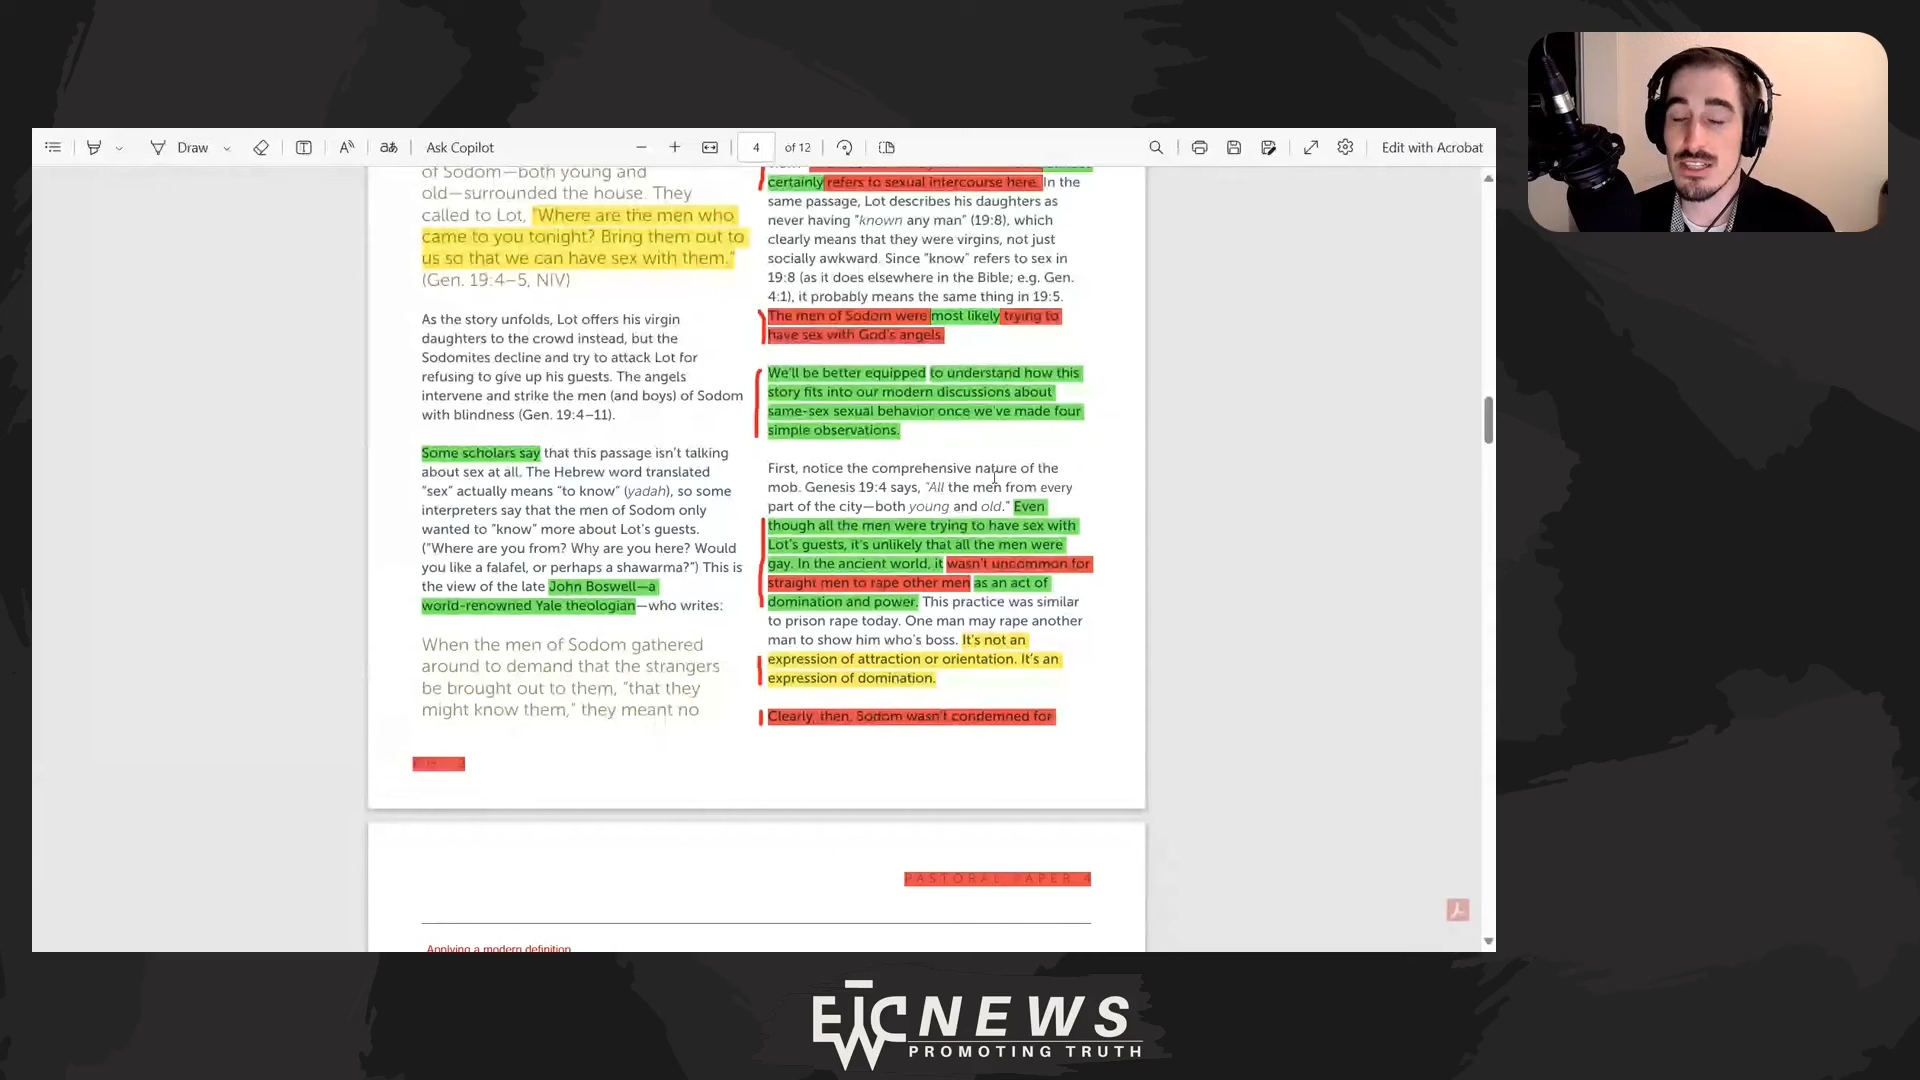 Draw
Ask Copilot
4 of 12
Edit with Acrobat
of Sodom—both young and
old—surrounded the house. They
called to Lot, "Where are the men who
came to you tonight? Bring them out to
us so that we can have sex with them."
(Gen. 19:4–5, NIV)
As the story unfolds, Lot offers his virgin
daughters to the crowd instead, but the
Sodomites decline and try to attack Lot for
refusing to give up his guests. The angels
intervene and strike the men (and boys) of Sodom
with blindness (Gen. 19:4–11).
Some scholars say that this passage isn't talking
about sex at all. The Hebrew word translated
"sex" actually means "to know" (yadah), so some
interpreters say that the men of Sodom only
wanted to "know" more about Lot's guests.
("Where are you from? Why are you here? Would
you like a falafel, or perhaps a shawarma?") This is
the view of the late John Boswell—a
world-renowned Yale theologian—who writes:
When the men of Sodom gathered
around to demand that the strangers
be brought out to them, "that they
might know them," they meant no
certainly refers to sexual intercourse here. In the
same passage, Lot describes his daughters as
never having "known any man" (19:8), which
clearly means that they were virgins, not just
socially awkward. Since "know" refers to sex in
19:8 (as it does elsewhere in the Bible; e.g. Gen.
4:1), it probably means the same thing in 19:5.
The men of Sodom were most likely trying to
have sex with God's angels.
We'll be better equipped to understand how this
story fits into our modern discussions about
same-sex sexual behavior once we've made four
simple observations.
First, notice the comprehensive nature of the
mob. Genesis 19:4 says, "All the men from every
part of the city—both young and old." Even
though all the men were trying to have sex with
Lot's guests, it's unlikely that all the men were
gay. In the ancient world, it wasn't uncommon for
straight men to rape other men as an act of
domination and power. This practice was similar
to prison rape today. One man may rape another
man to show him who's boss. It's not an
expression of attraction or orientation. It's an
expression of domination.
Clearly, then, Sodom wasn't condemned for
PASTORAL PAPER 4
Applying a modern definition
EWTC NEWS
PROMOTING TRUTH